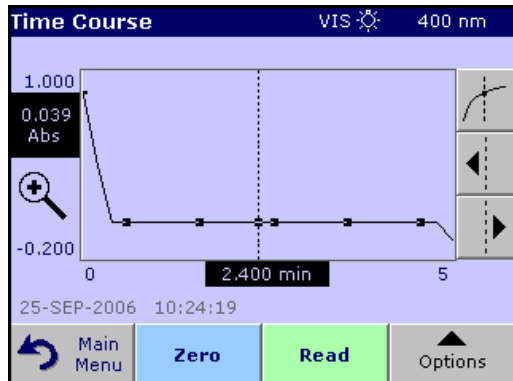 Time Course VIS 400 nm
1.000
0.039
Abs
-0.200
0 2.400 min 5
25-SEP-2006 10:24:19
Main
Menu
Zero
Read
Options